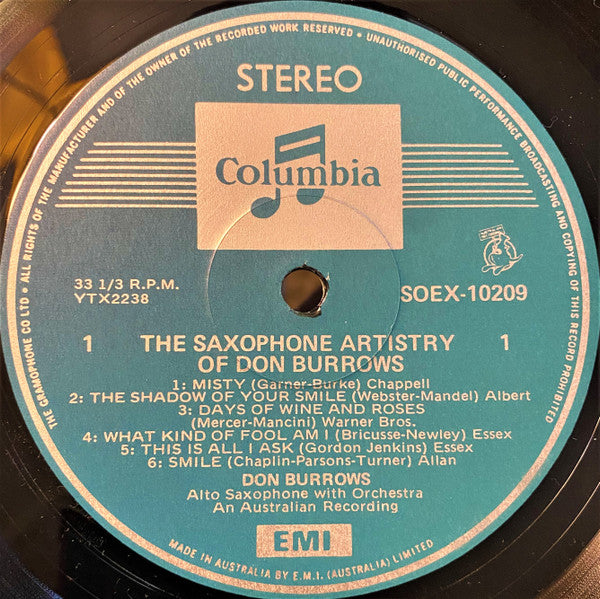 THE GRAMOPHONE CO LTD • ALL RIGHTS OF THE MANUFACTURER AND OF THE OWNER OF THE RECORDED WORK RESERVED • UNAUTHORISED PUBLIC PERFORMANCE BROADCASTING AND COPYING OF THIS RECORD PROHIBITED
STEREO
Columbia
33 1/3 R.P.M.
YTX2238
SOEX-10209
1 THE SAXOPHONE ARTISTRY 1
OF DON BURROWS
1: MISTY (Garner-Burke) Chappell
2: THE SHADOW OF YOUR SMILE (Webster-Mandel) Albert
3: DAYS OF WINE AND ROSES
(Mercer-Mancini) Warner Bros.
4: WHAT KIND OF FOOL AM I (Bricusse-Newley) Essex
5: THIS IS ALL I ASK (Gordon Jenkins) Essex
6: SMILE (Chaplin-Parsons-Turner) Allan
DON BURROWS
Alto Saxophone with Orchestra
An Australian Recording
EMI
MADE IN AUSTRALIA BY E.M.I. (AUSTRALIA) LIMITED